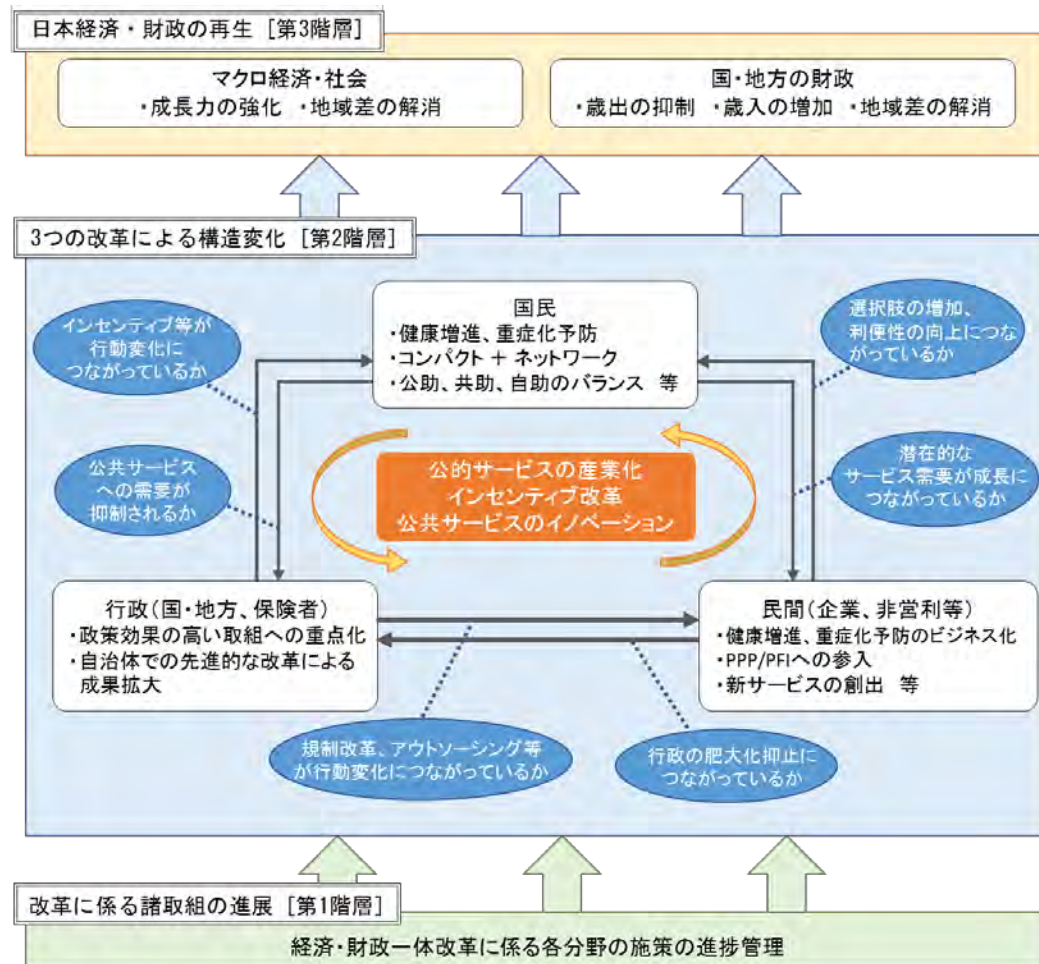 日本経済・財政の再生 [第3階層]
マクロ経済・社会
・成長力の強化 ・地域差の解消
国・地方の財政
・歳出の抑制 ・歳入の増加 ・地域差の解消
3つの改革による構造変化 [第2階層]
インセンティブ等が
行動変化に
つながっているか
国民
・健康増進、重症化予防
・コンパクト + ネットワーク
・公助、共助、自助のバランス 等
選択肢の増加、
利便性の向上につな
がっているか
公共サービス
への需要が
抑制されるか
公的サービスの産業化
インセンティブ改革
公共サービスのイノベーション
潜在的な
サービス需要が成長に
つながっているか
行政(国・地方、保険者)
・政策効果の高い取組への重点化
・自治体での先進的な改革による
成果拡大
民間(企業、非営利等)
・健康増進、重症化予防のビジネス化
・PPP/PFIへの参入
・新サービスの創出 等
規制改革、アウトソーシング等
が行動変化につながっているか
行政の肥大化抑止に
つながっているか
改革に係る諸取組の進展 [第1階層]
経済・財政一体改革に係る各分野の施策の進捗管理